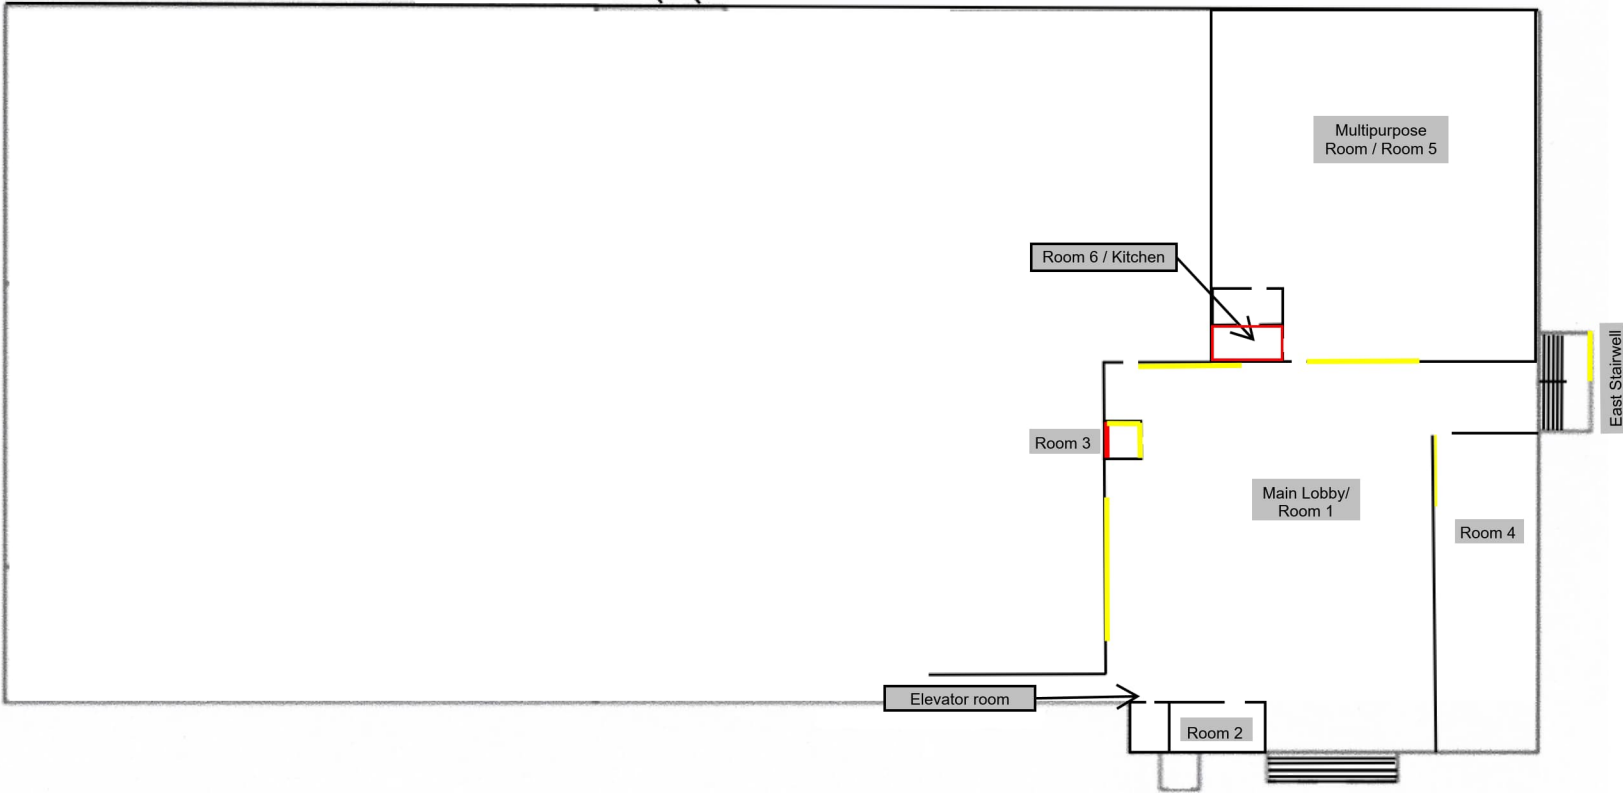 Multipurpose
Room / Room 5
Room 6 / Kitchen
East Stairwell
Room 3
Main Lobby/
Room 1
Room 4
Elevator room
Room 2